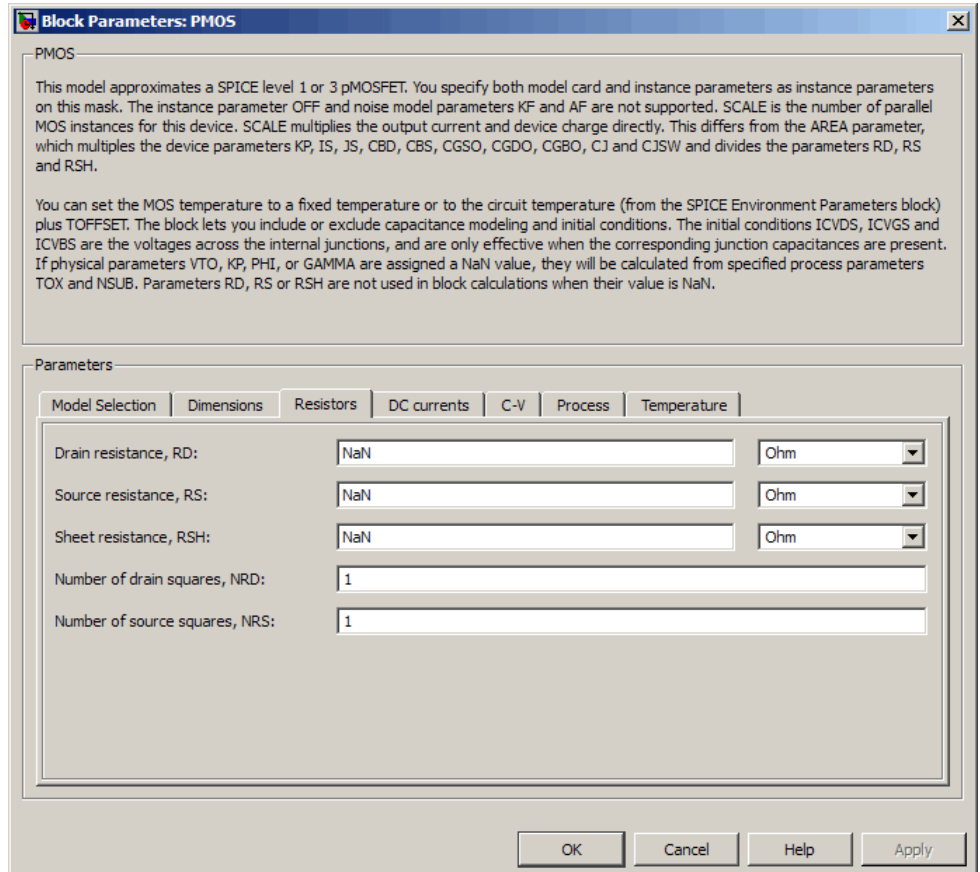 Block Parameters: PMOS
PMOS
This model approximates a SPICE level 1 or 3 pMOSFET. You specify both model card and instance parameters as instance parameters
on this mask. The instance parameter OFF and noise model parameters KF and AF are not supported. SCALE is the number of parallel
MOS instances for this device. SCALE multiplies the output current and device charge directly. This differs from the AREA parameter,
which multiples the device parameters KP, IS, JS, CBD, CBS, CGSO, CGDO, CGBO, CJ and CJSW and divides the parameters RD, RS
and RSH.
You can set the MOS temperature to a fixed temperature or to the circuit temperature (from the SPICE Environment Parameters block)
plus TOFFSET. The block lets you include or exclude capacitance modeling and initial conditions. The initial conditions ICVDS, ICVGS and
ICVBS are the voltages across the internal junctions, and are only effective when the corresponding junction capacitances are present.
If physical parameters VTO, KP, PHI, or GAMMA are assigned a NaN value, they will be calculated from specified process parameters
TOX and NSUB. Parameters RD, RS or RSH are not used in block calculations when their value is NaN.
Parameters
Model Selection Dimensions Resistors DC currents C-V Process Temperature
Drain resistance, RD: NaN Ohm
Source resistance, RS: NaN Ohm
Sheet resistance, RSH: NaN Ohm
Number of drain squares, NRD: 1
Number of source squares, NRS: 1
OK Cancel Help Apply